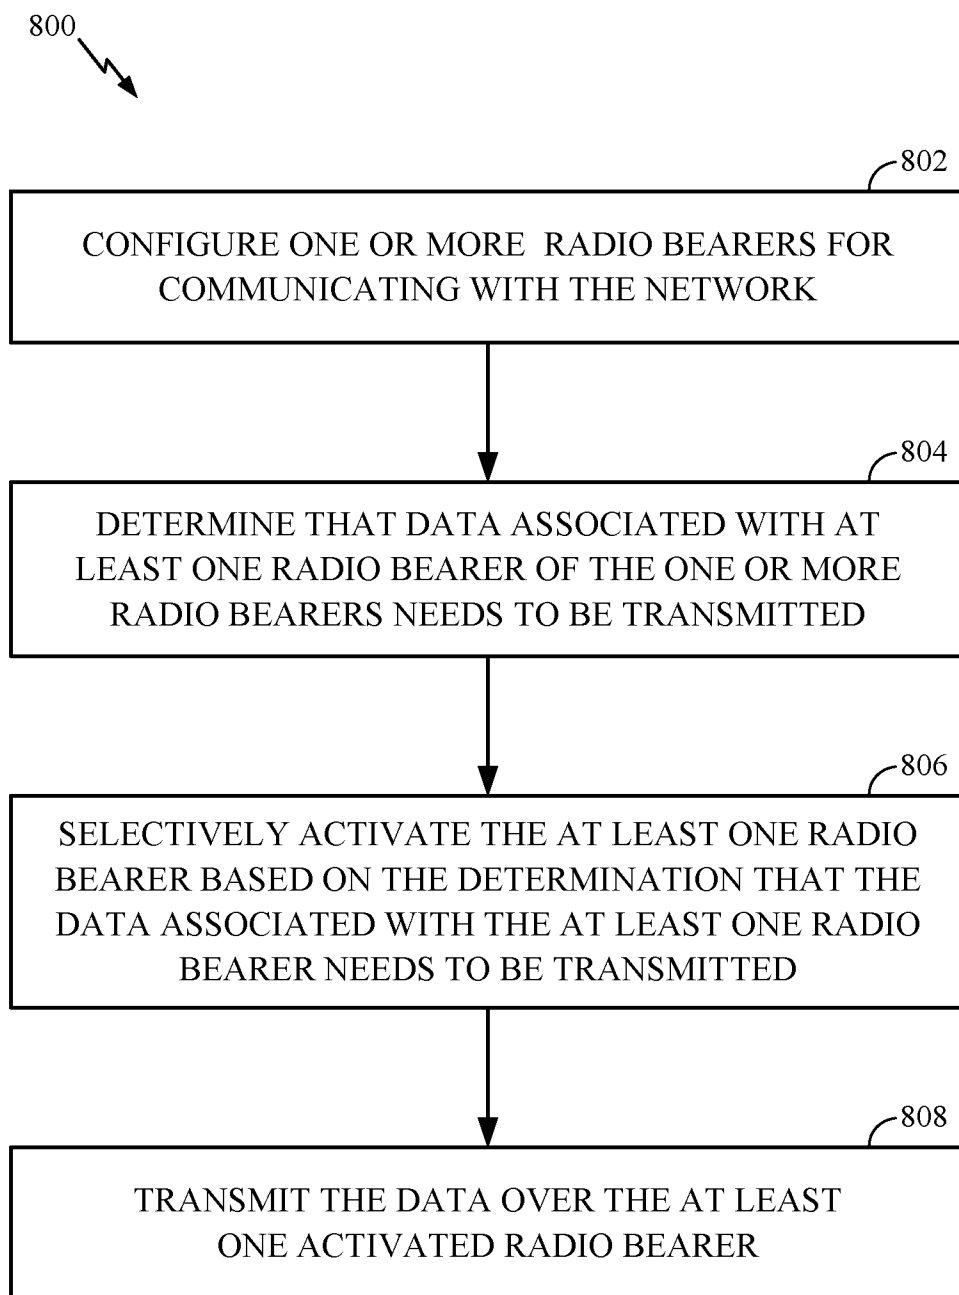 800
802
CONFIGURE ONE OR MORE RADIO BEARERS FOR
COMMUNICATING WITH THE NETWORK
804
DETERMINE THAT DATA ASSOCIATED WITH AT
LEAST ONE RADIO BEARER OF THE ONE OR MORE
RADIO BEARERS NEEDS TO BE TRANSMITTED
806
SELECTIVELY ACTIVATE THE AT LEAST ONE RADIO
BEARER BASED ON THE DETERMINATION THAT THE
DATA ASSOCIATED WITH THE AT LEAST ONE RADIO
BEARER NEEDS TO BE TRANSMITTED
808
TRANSMIT THE DATA OVER THE AT LEAST
ONE ACTIVATED RADIO BEARER